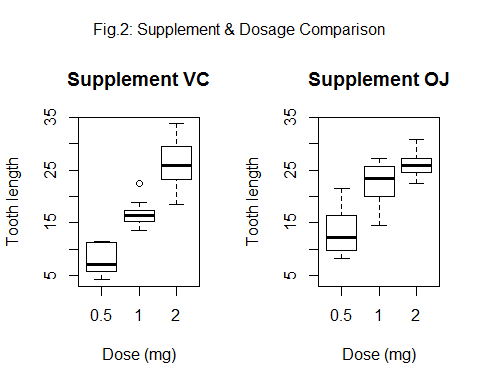 Fig.2: Supplement & Dosage Comparison
Supplement VC
Tooth length
35
25
15
5
0.5 1 2
Dose (mg)
Supplement OJ
Tooth length
35
25
15
5
0.5 1 2
Dose (mg)